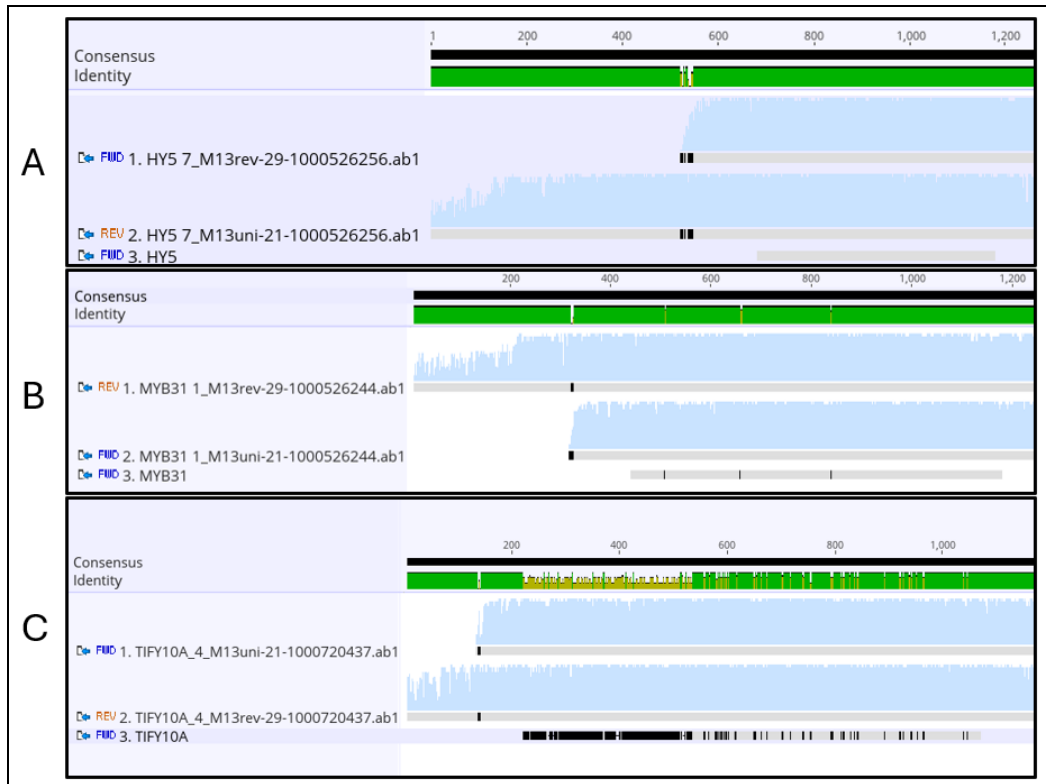 A
1 200 400 600 800 1,000 1,200
Consensus
Identity
FWD 1. HY5 7_M13rev-29-1000526256.ab1
REV 2. HY5 7_M13uni-21-1000526256.ab1
FWD 3. HY5
B
200 400 600 800 1,000 1,200
Consensus
Identity
REV 1. MYB31 1_M13rev-29-1000526244.ab1
FWD 2. MYB31 1_M13uni-21-1000526244.ab1
FWD 3. MYB31
C
200 400 600 800 1,000
Consensus
Identity
FWD 1. TIFY10A_4_M13uni-21-1000720437.ab1
REV 2. TIFY10A_4_M13rev-29-1000720437.ab1
FWD 3. TIFY10A